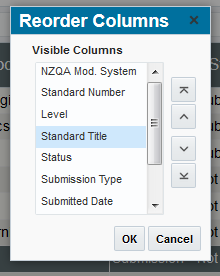 Reorder Columns
Visible Columns
NZQA Mod. System
Standard Number
Level
Standard Title
Status
Submission Type
Submitted Date
OK
Cancel